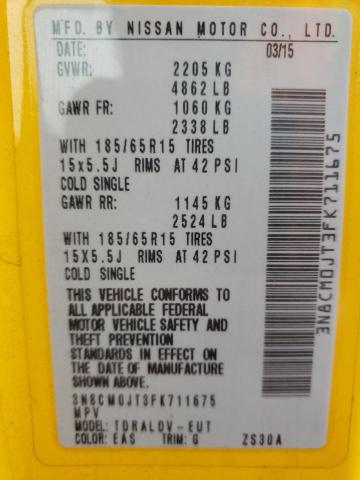 MFD. BY NISSAN MOTOR CO., LTD.
DATE: 03/15
GVWR: 2205 KG
4862 LB
GAWR FR: 1060 KG
2338 LB
WITH 185/65R15 TIRES
15x5.5J RIMS AT 42 PSI
COLD SINGLE
GAWR RR: 1145 KG
2524 LB
WITH 185/65R15 TIRES
15X5.5J RIMS AT 42 PSI
COLD SINGLE
THIS VEHICLE CONFORMS TO
ALL APPLICABLE FEDERAL
MOTOR VEHICLE SAFETY AND
THEFT PREVENTION
STANDARDS IN EFFECT ON
THE DATE OF MANUFACTURE
SHOWN ABOVE.
3N8CM0JT3FK711675
MPV
MODEL: TDRALDV-EUT
COLOR: EAS TRIM: G ZS30A
3N8CM0JT3FK711675